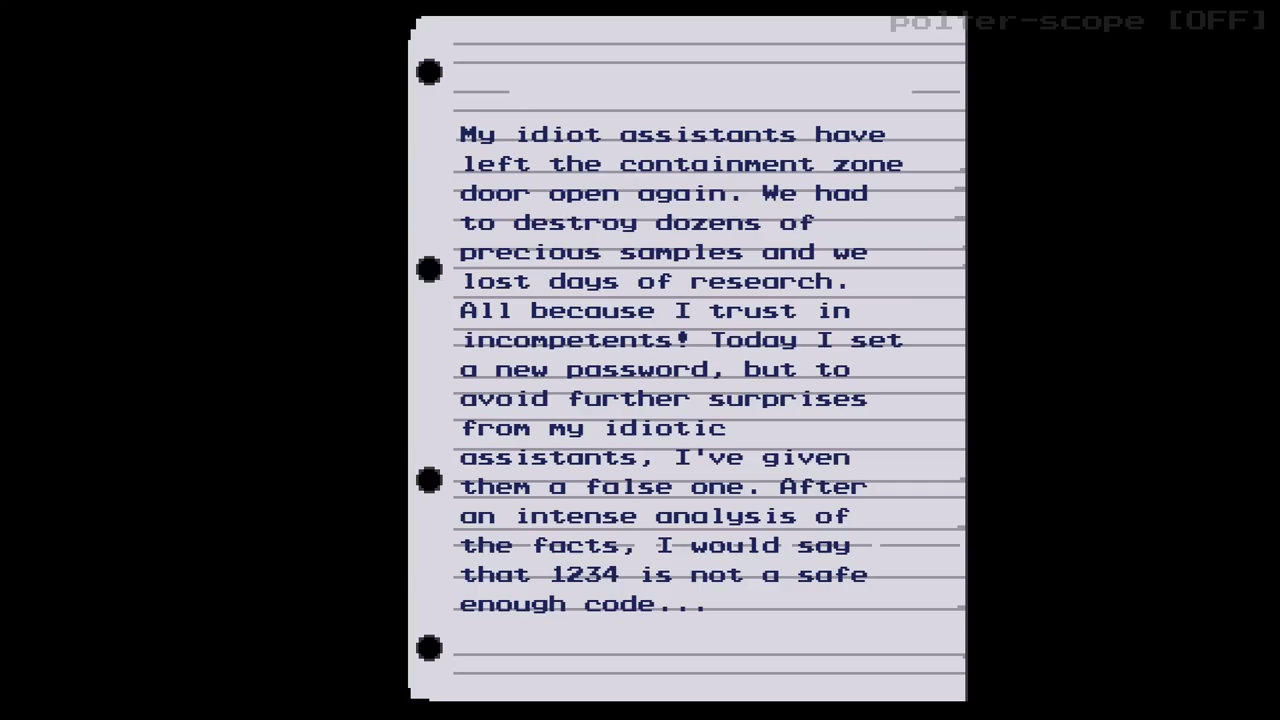 polter-scope [OFF]
My idiot assistants have
left the containment zone
door open again. We had
to destroy dozens of
precious samples and we
lost days of research.
All because I trust in
incompetents! Today I set
a new password, but to
avoid further surprises
from my idiotic
assistants, I've given
them a false one. After
an intense analysis of
the facts, I would say
that 1234 is not a safe
enough code...